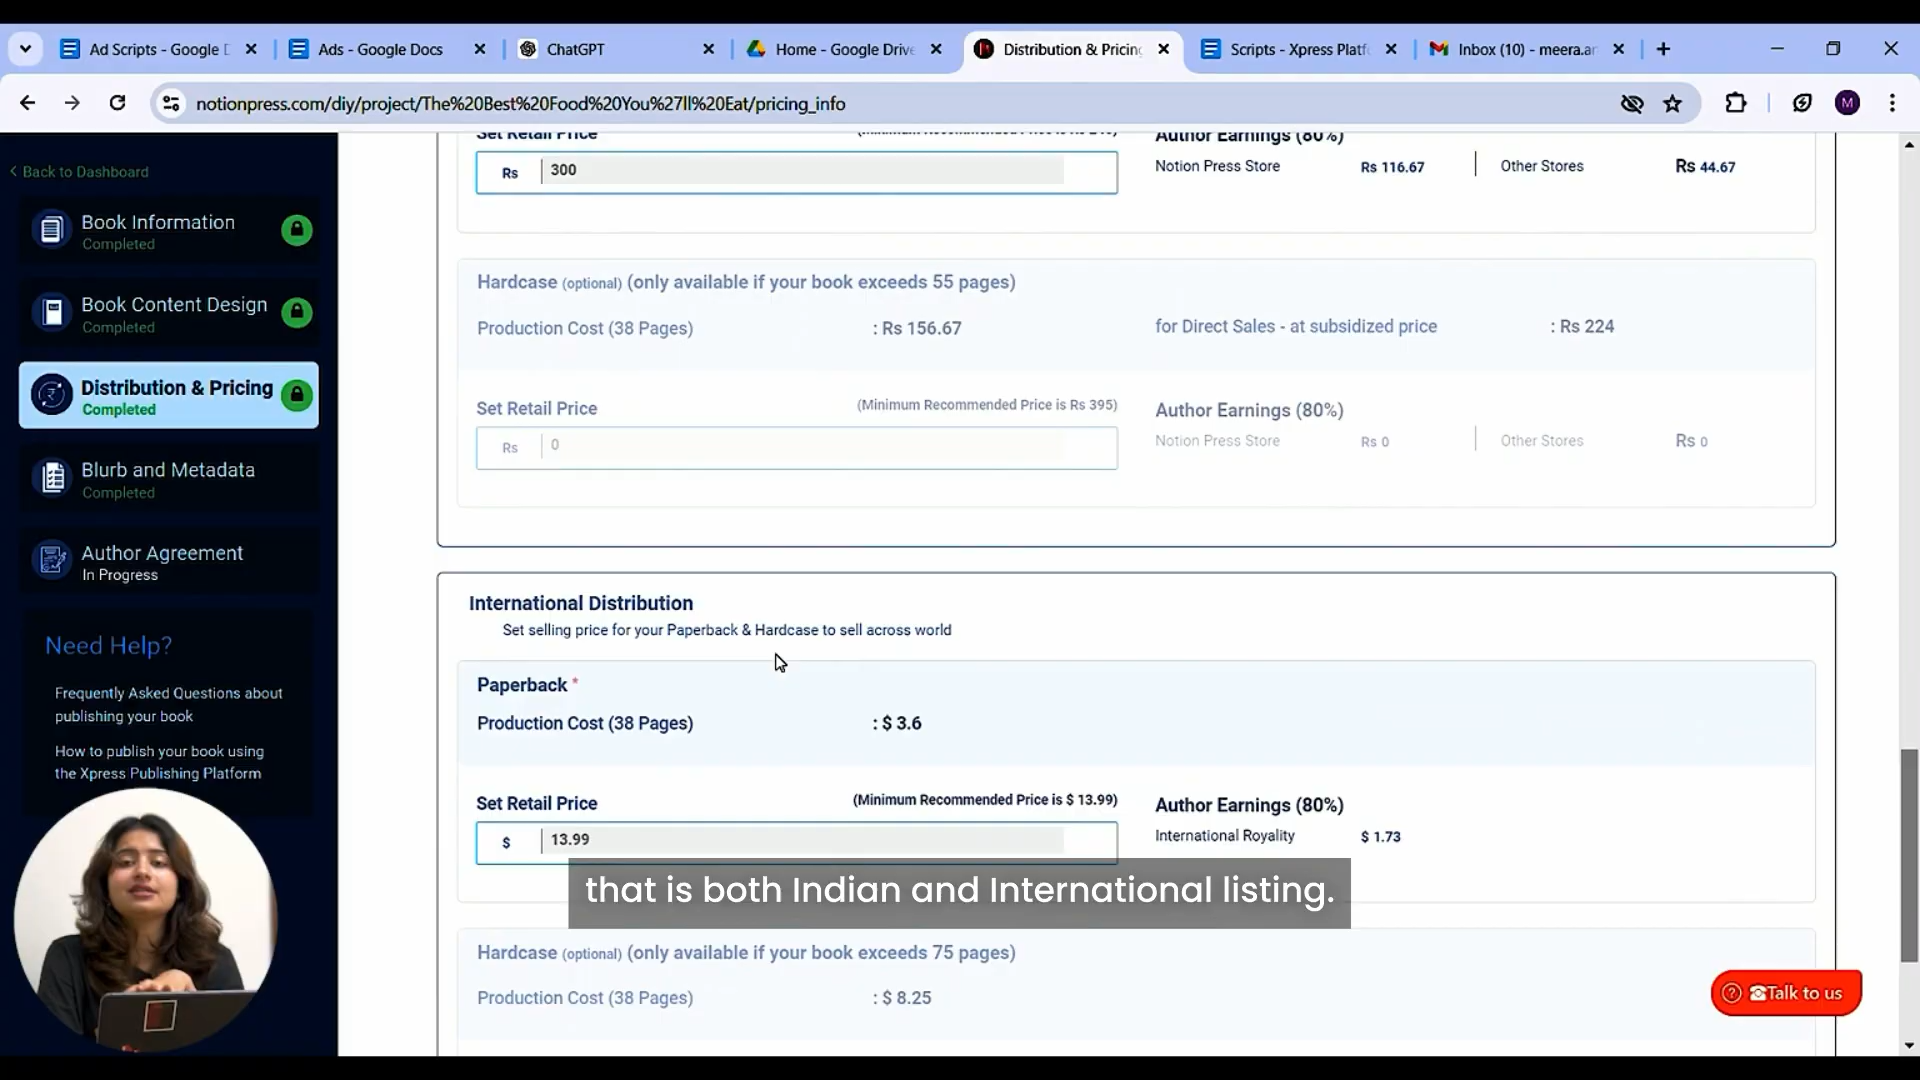 Ad Scripts - Google D
Ads - Google Docs
ChatGPT
Home - Google Drive
Distribution & Pricing
Scripts - Xpress Platf
Inbox (10) - meera.ar
notionpress.com/diy/project/The%20Best%20Food%20You%27ll%20Eat/pricing_info
M
Back to Dashboard
Book Information
Completed
Book Content Design
Completed
Distribution & Pricing
Completed
Blurb and Metadata
Completed
Author Agreement
In Progress
Need Help?
Frequently Asked Questions about
publishing your book
How to publish your book using
the Xpress Publishing Platform
Set Retail Price
Rs 300
Author Earnings (80%)
Notion Press Store Rs 116.67 Other Stores Rs 44.67
Hardcase (optional) (only available if your book exceeds 55 pages)
Production Cost (38 Pages) : Rs 156.67 for Direct Sales - at subsidized price : Rs 224
Set Retail Price (Minimum Recommended Price is Rs 395) Author Earnings (80%)
Rs 0 Notion Press Store Rs 0 Other Stores Rs 0
International Distribution
Set selling price for your Paperback & Hardcase to sell across world
Paperback *
Production Cost (38 Pages) : $ 3.6
Set Retail Price (Minimum Recommended Price is $ 13.99) Author Earnings (80%)
$ 13.99 International Royality $ 1.73
that is both Indian and International listing.
Hardcase (optional) (only available if your book exceeds 75 pages)
Production Cost (38 Pages) : $ 8.25
Talk to us